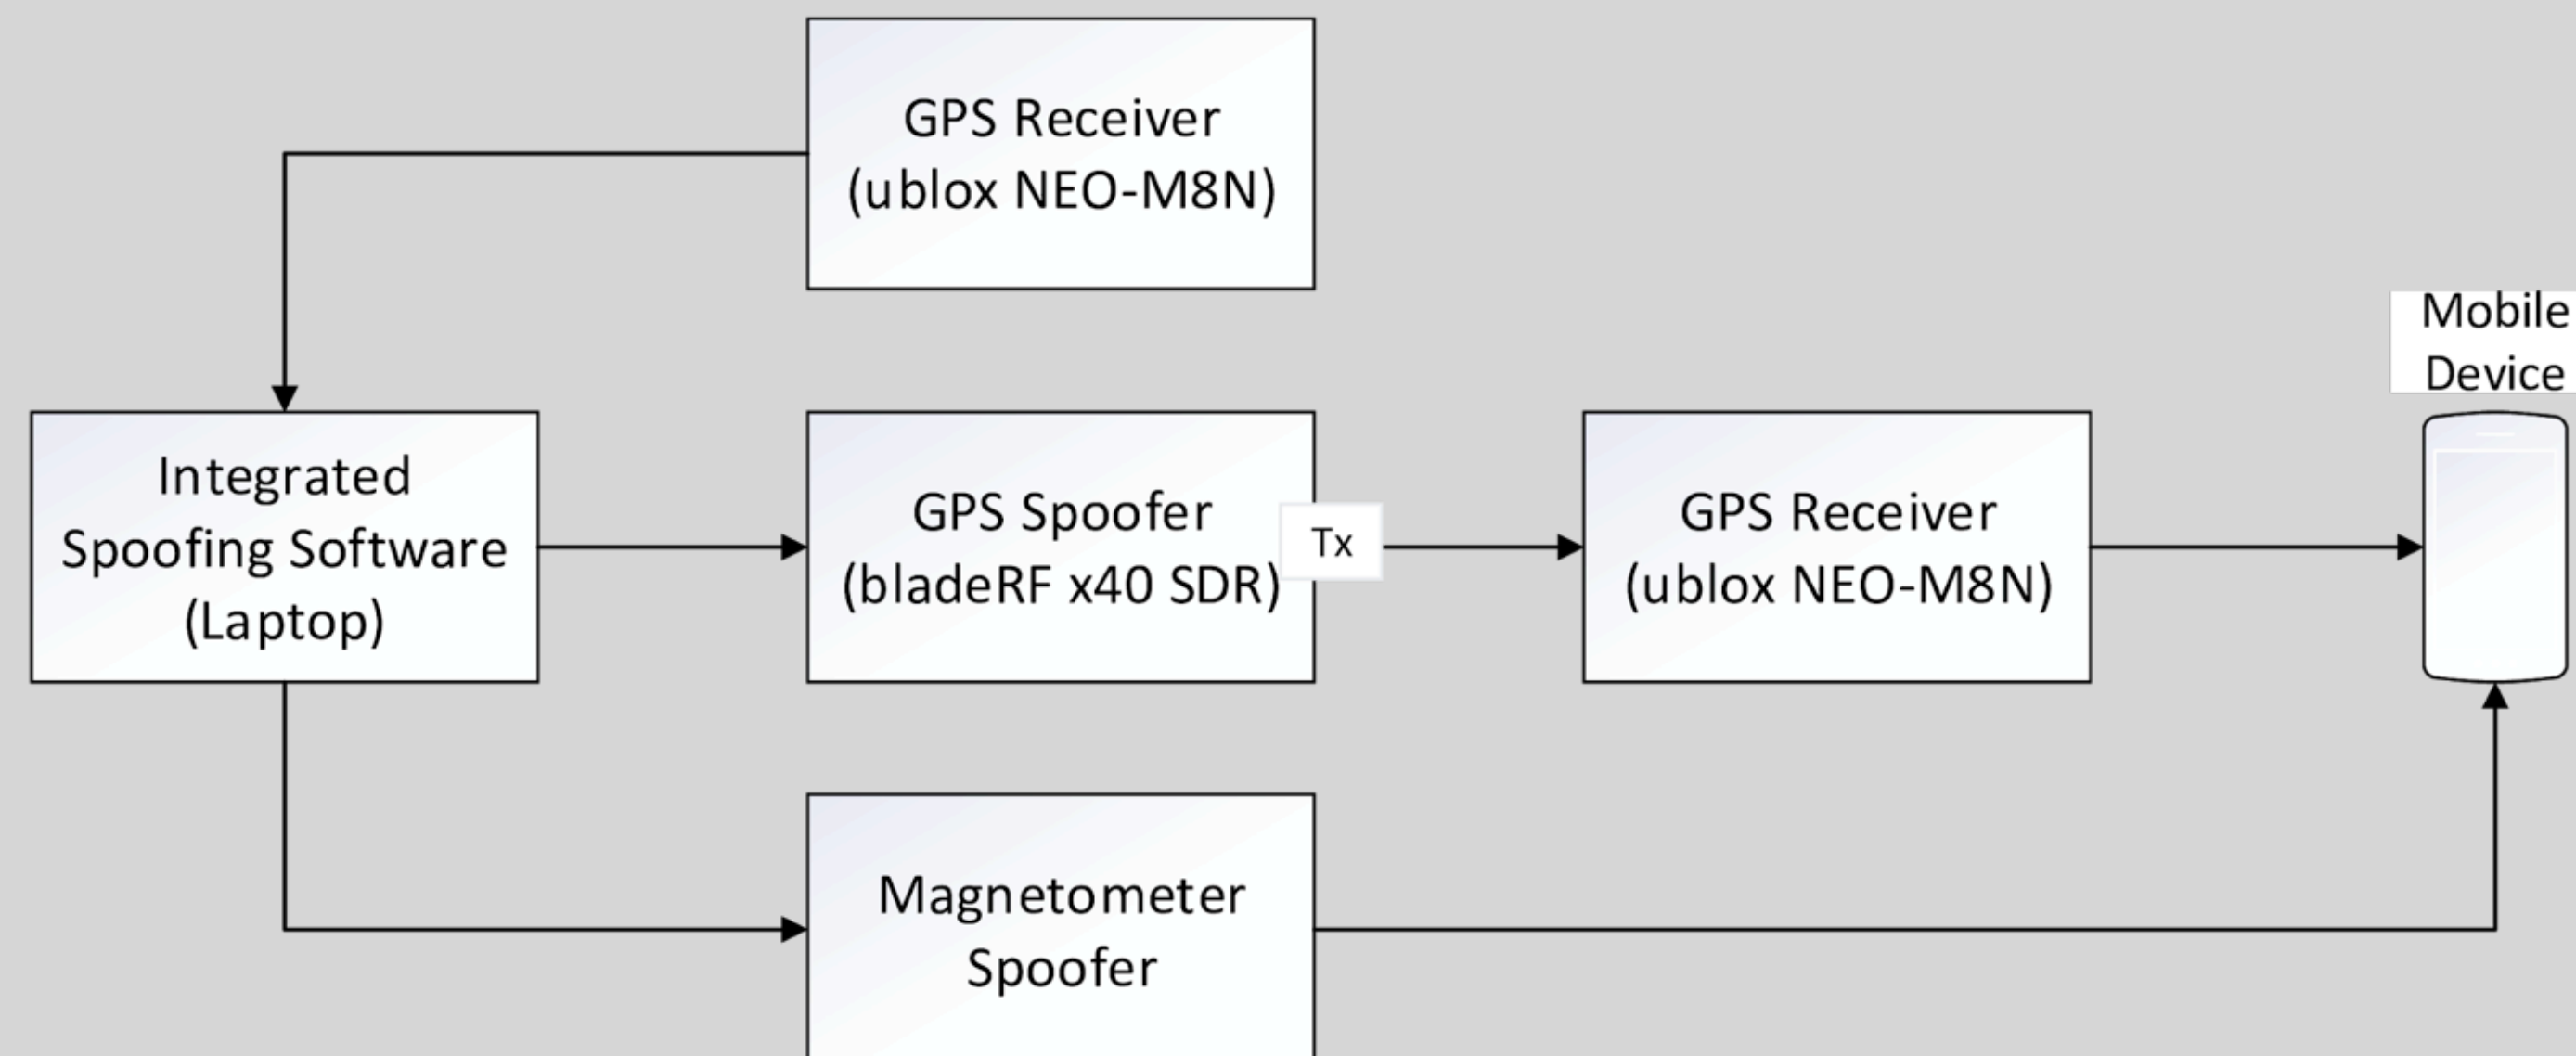 GPS Receiver
(ublox NEO-M8N)
Mobile
Device
Integrated
Spoofing Software
(Laptop)
GPS Spoofer
(bladeRF x40 SDR)
Tx
GPS Receiver
(ublox NEO-M8N)
Magnetometer
Spoofer